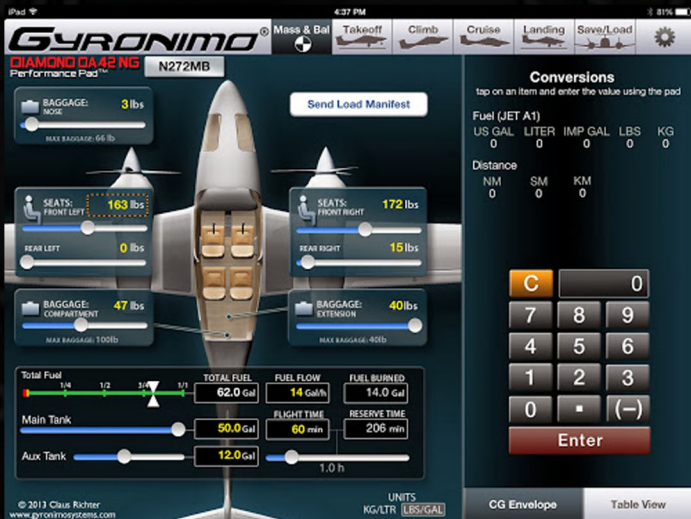 iPad 4:37 PM 81%
GYRONIMO®
Mass & Bal Takeoff Climb Cruise Landing Save/Load
DIAMOND DA42 NG
Performance Pad™
N272MB
BAGGAGE: 3 lbs
NOSE
MAX BAGGAGE: 66 lb
Send Load Manifest
SEATS: 163 lbs
FRONT LEFT
REAR LEFT 0 lbs
SEATS: 172 lbs
FRONT RIGHT
REAR RIGHT 15 lbs
BAGGAGE: 47 lbs
COMPARTMENT
MAX BAGGAGE: 100lb
BAGGAGE: 40 lbs
EXTENSION
MAX BAGGAGE: 40lb
Total Fuel
1/4 1/2 3/4 1/1
TOTAL FUEL FUEL FLOW FUEL BURNED
62.0 Gal 14 Gal/h 14.0 Gal
FLIGHT TIME RESERVE TIME
Main Tank 50.0 Gal 60 min 206 min
Aux Tank 12.0 Gal
1.0 h
© 2013 Claus Richter
www.gyronimosystems.com
UNITS
KG/LTR LBS/GAL
Conversions
tap on an item and enter the value using the pad
Fuel (JET A1)
US GAL LITER IMP GAL LBS KG
0 0 0 0 0
Distance
NM SM KM
0 0 0
C 0
7 8 9
4 5 6
1 2 3
0 . (—)
Enter
CG Envelope Table View